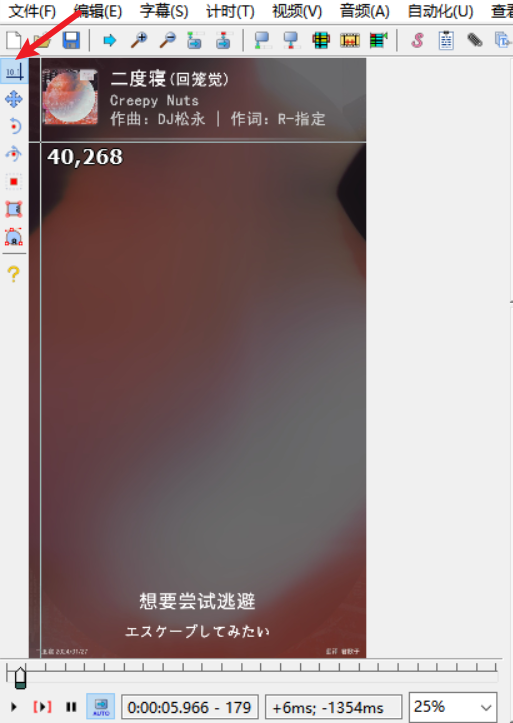 文件(F) 编辑(E) 字幕(S) 计时(T) 视频(V) 音频(A) 自动化(U) 查看
二度寝(回笼觉)
Creepy Nuts
作曲：DJ松永 | 作词：R-指定
40,268
想要尝试逃避
エスケープしてみたい
0:00:05.966 - 179
+6ms; -1354ms
25%
AUTO